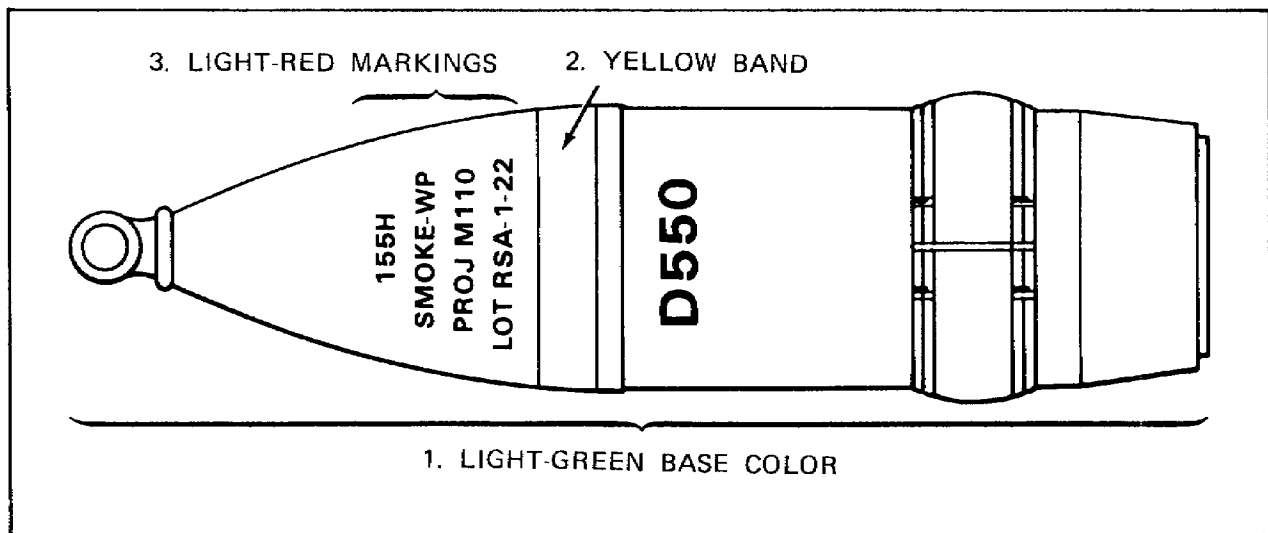 3. LIGHT-RED MARKINGS
2. YELLOW BAND
155H
SMOKE-WP
PROJ M110
LOT RSA-1-22
D550
1. LIGHT-GREEN BASE COLOR